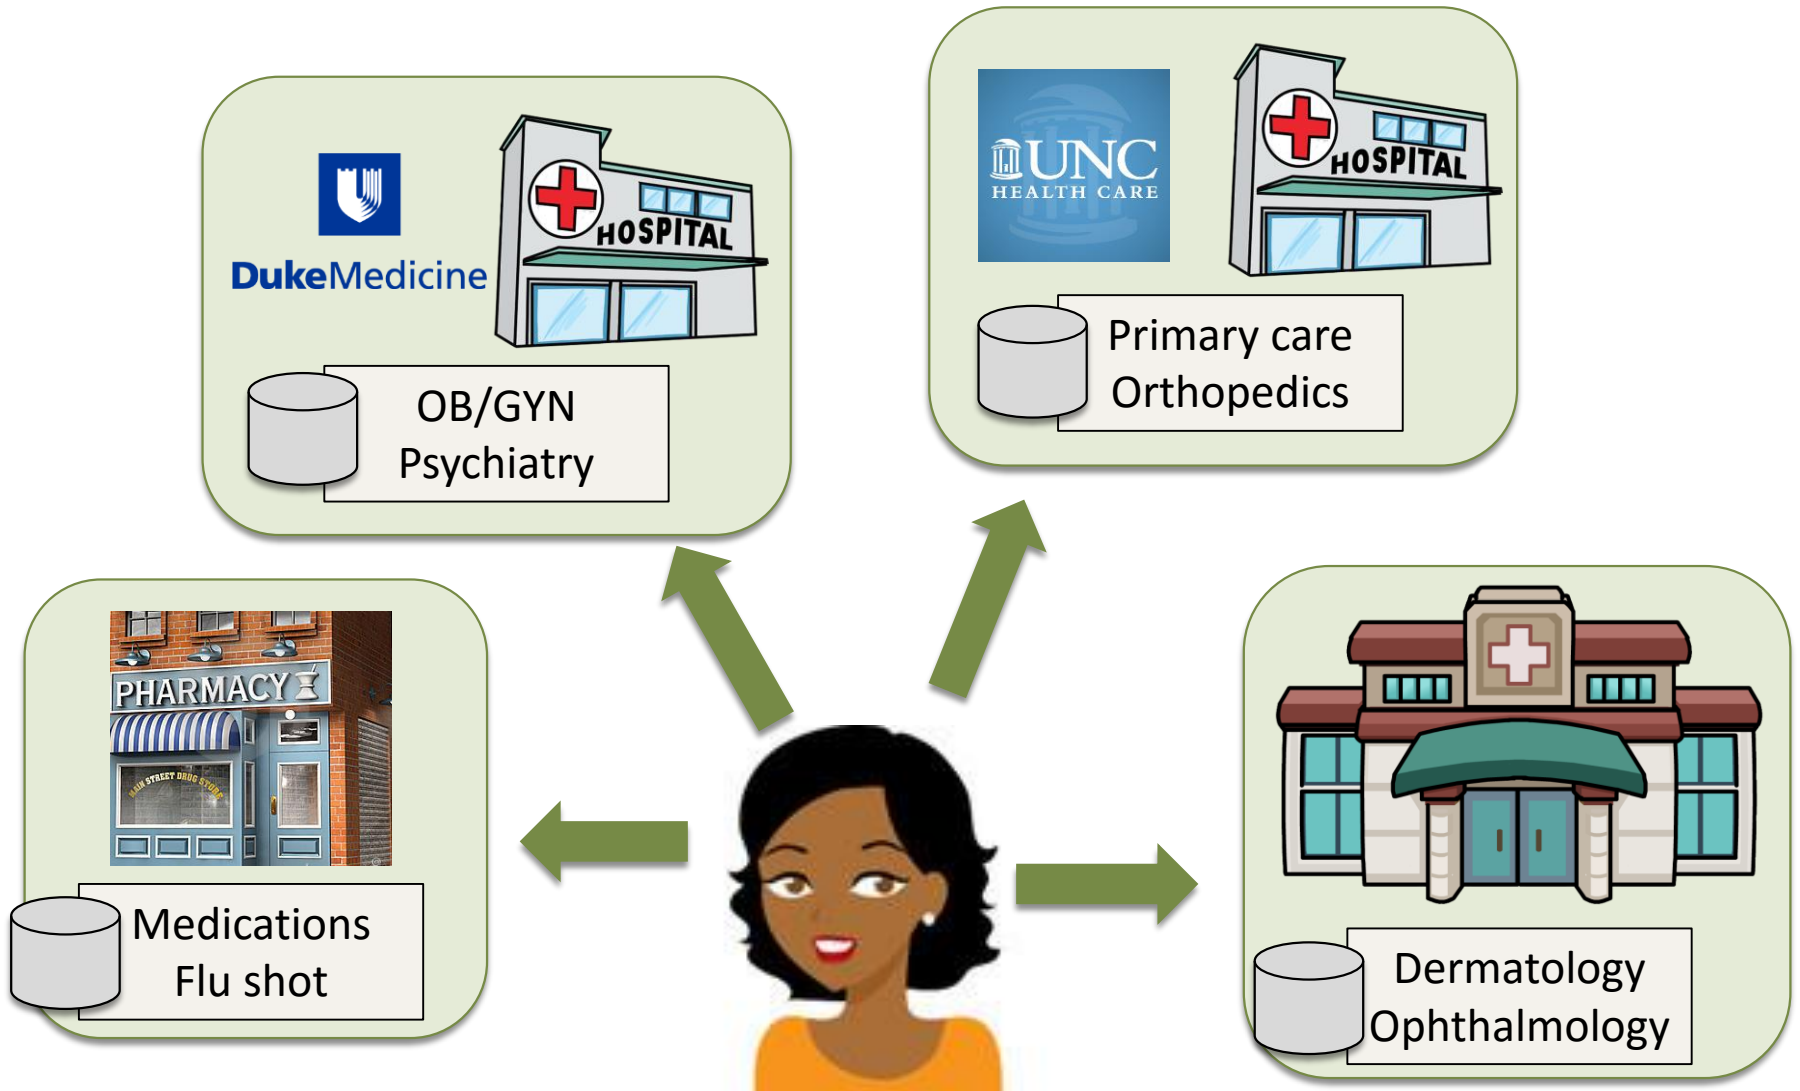 DukeMedicine
HOSPITAL
OB/GYN
Psychiatry
UNC
HEALTH CARE
HOSPITAL
Primary care
Orthopedics
PHARMACY
MAIN STREET DRUG STORE
Medications
Flu shot
Dermatology
Ophthalmology